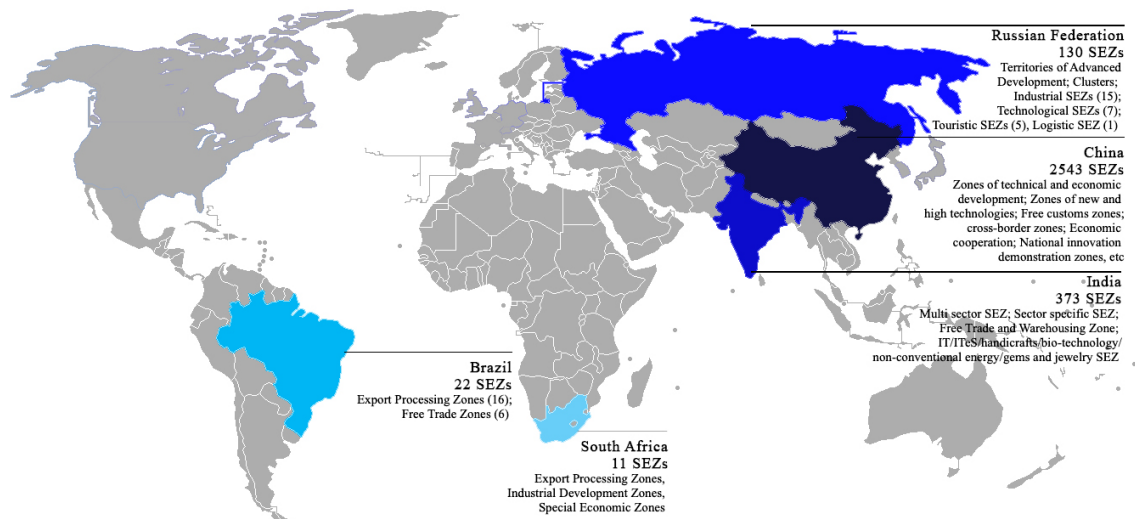 Russian Federation
130 SEZs
Territories of Advanced
Development; Clusters;
Industrial SEZs (15);
Technological SEZs (7);
Touristic SEZs (5), Logistic SEZ (1)
China
2543 SEZs
Zones of technical and economic
development; Zones of new and
high technologies; Free customs zones;
cross-border zones; Economic
cooperation; National innovation
demonstration zones, etc
India
373 SEZs
Multi sector SEZ; Sector specific SEZ;
Free Trade and Warehousing Zone;
IT/ITeS/handicrafts/bio-technology/
non-conventional energy/gems and jewelry SEZ
Brazil
22 SEZs
Export Processing Zones (16);
Free Trade Zones (6)
South Africa
11 SEZs
Export Processing Zones,
Industrial Development Zones,
Special Economic Zones